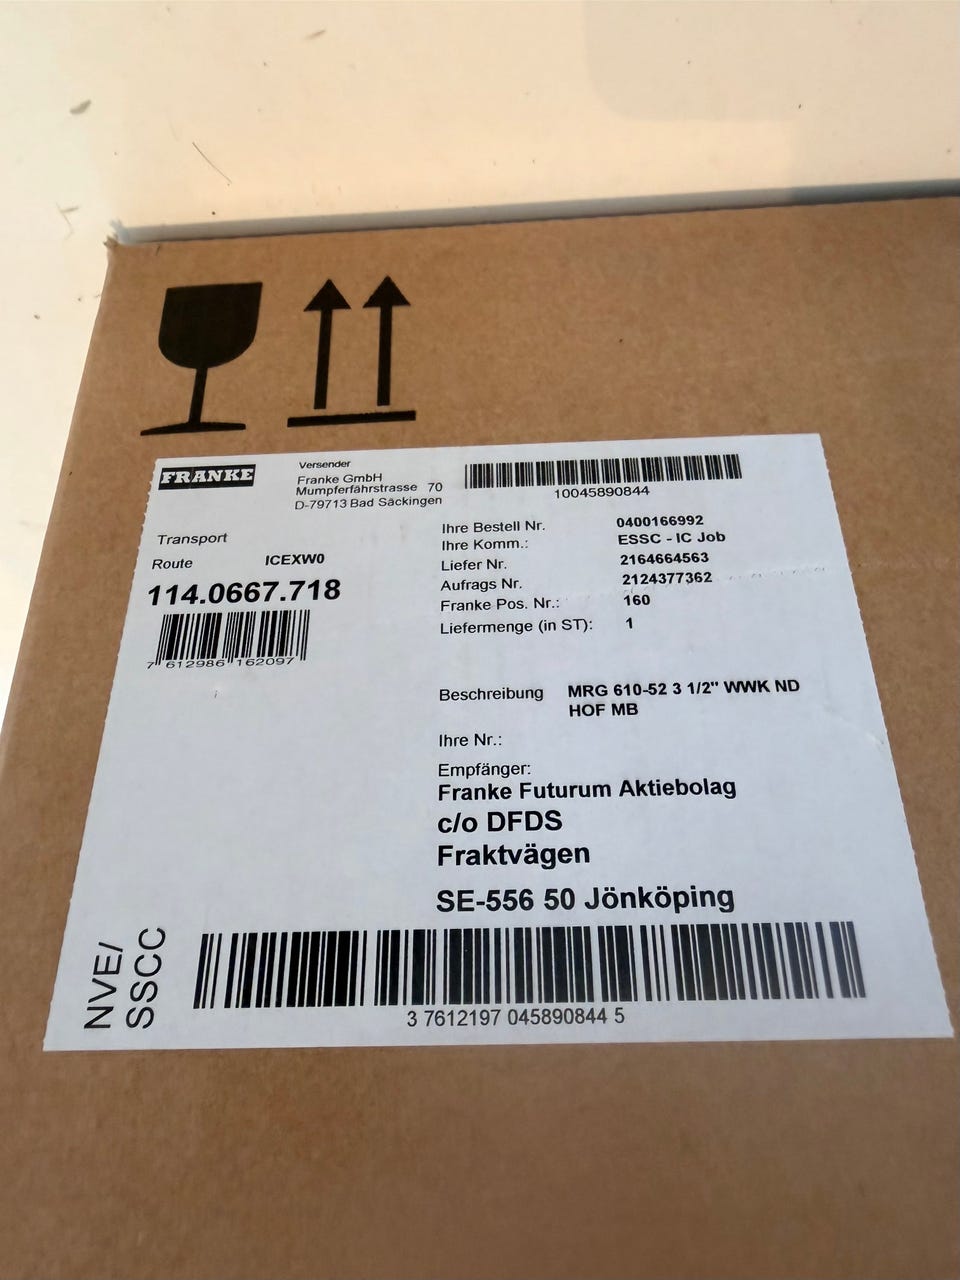 FRANKE
Versender
Franke GmbH
Mumpferfährstrasse 70
D-79713 Bad Säckingen
10045890844
Transport
Route ICEXW0
114.0667.718
7 612986 162097
Ihre Bestell Nr. 0400166992
Ihre Komm.: ESSC - IC Job
Liefer Nr. 2164664563
Aufrags Nr. 2124377362
Franke Pos. Nr.: 160
Liefermenge (in ST): 1
Beschreibung MRG 610-52 3 1/2" WWK ND
HOF MB
Ihre Nr.:
Empfänger:
Franke Futurum Aktiebolag
c/o DFDS
Fraktvägen
SE-556 50 Jönköping
NVE/
SSCC
3 7612197 045890844 5